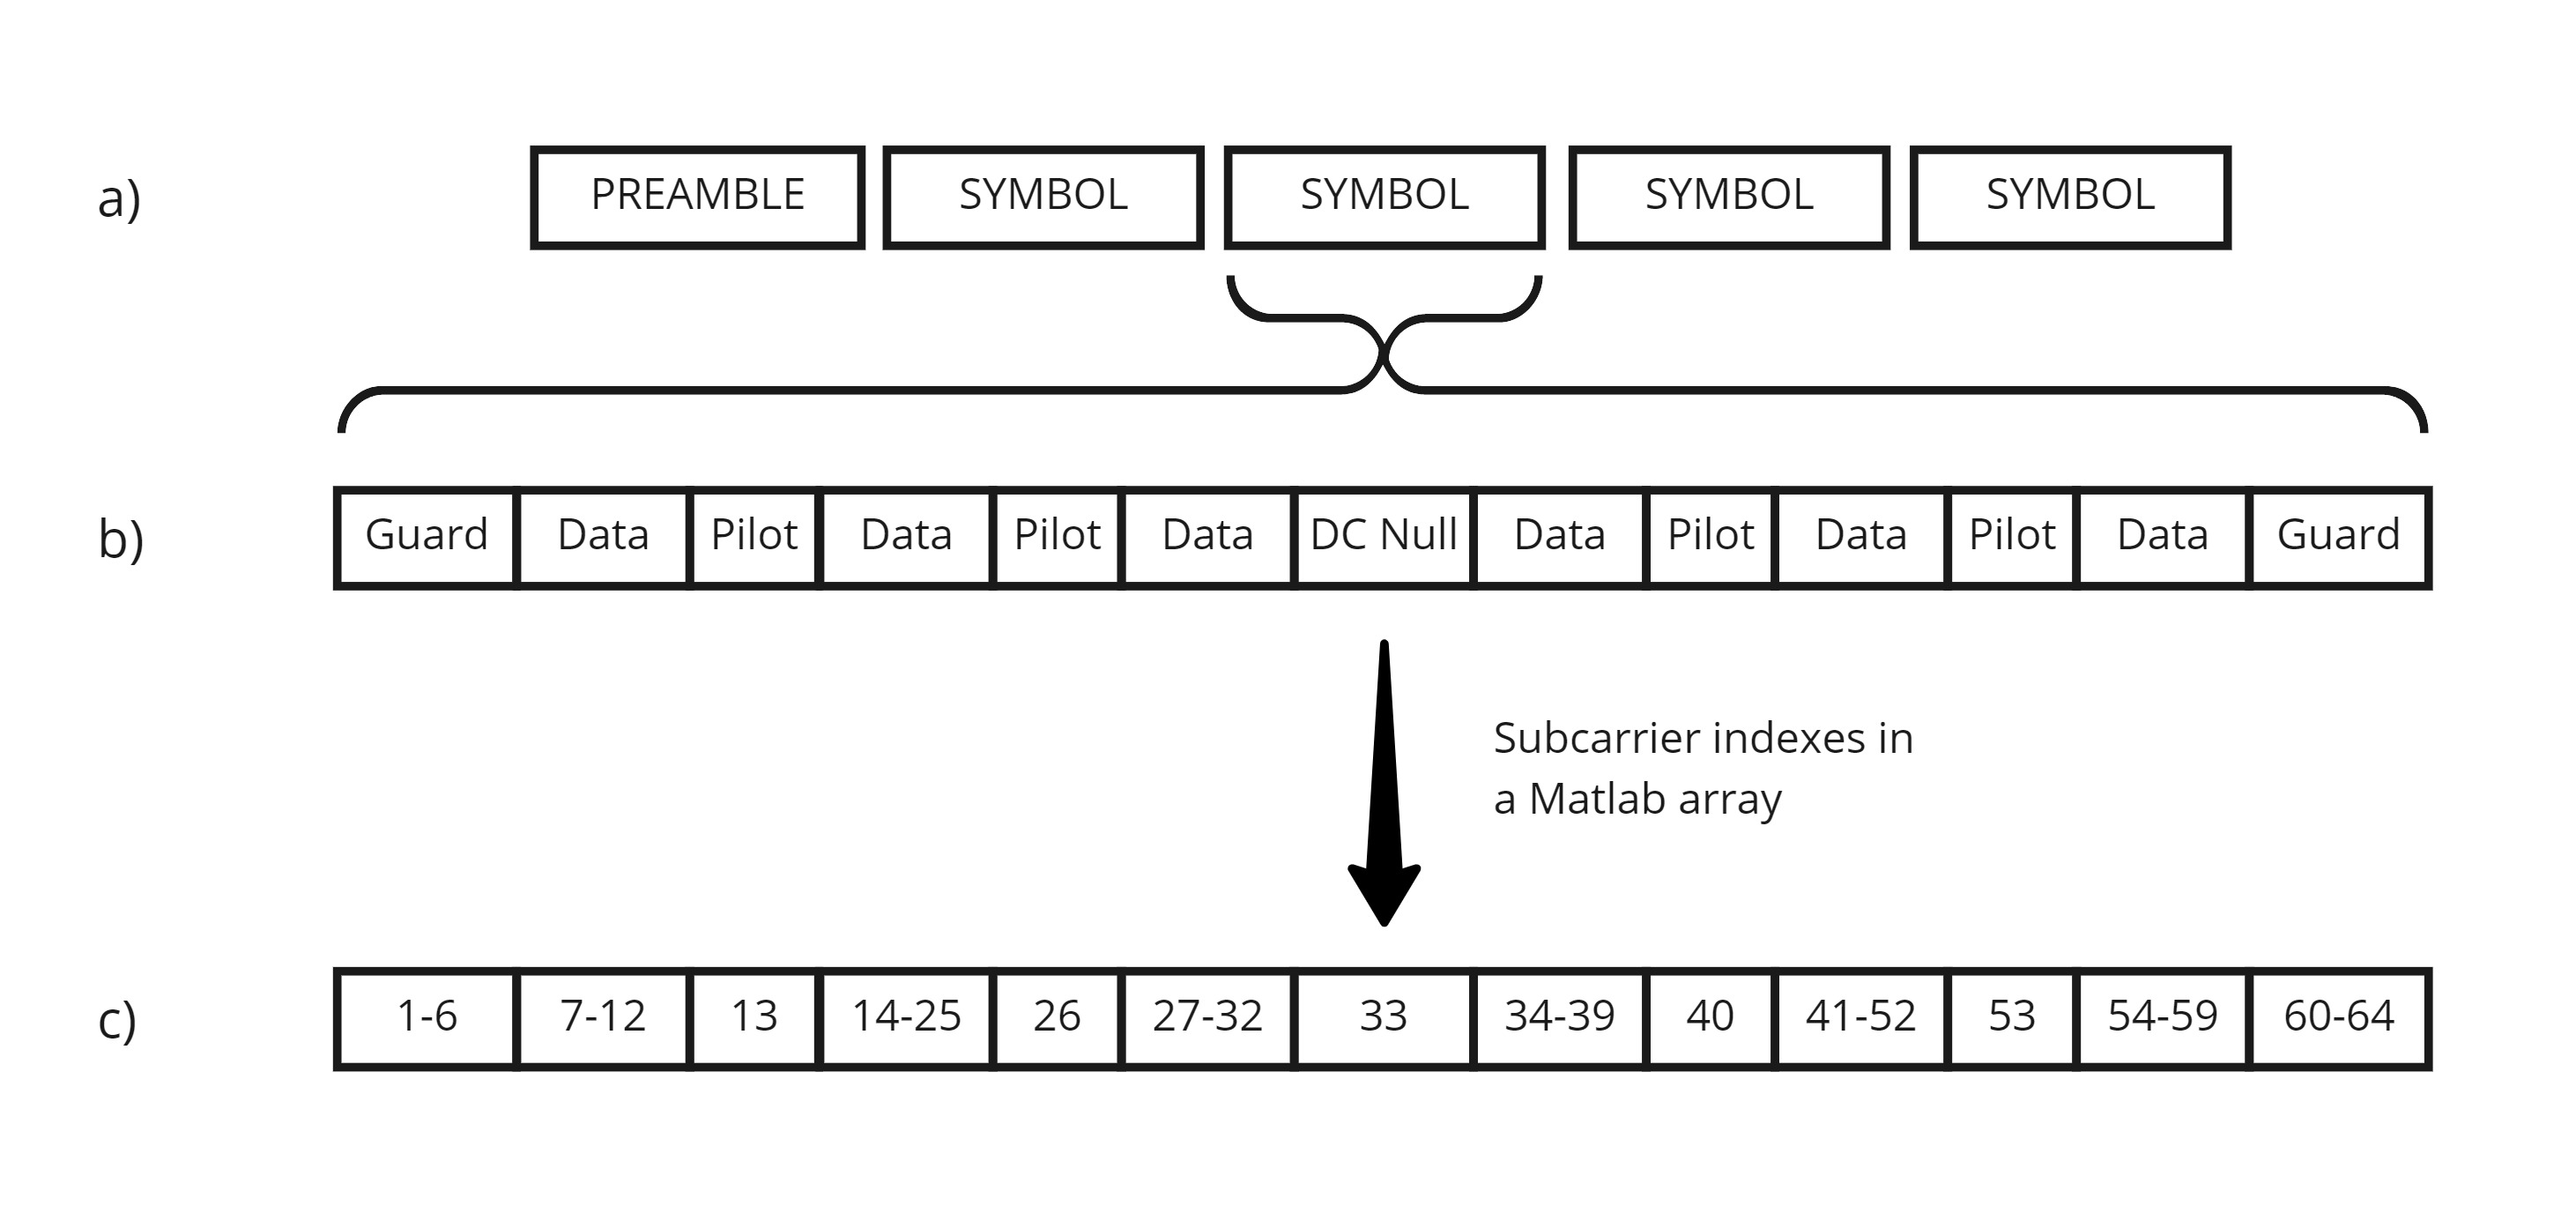 a) PREAMBLE SYMBOL SYMBOL SYMBOL SYMBOL
b) Guard Data Pilot Data Pilot Data DC Null Data Pilot Data Pilot Data Guard
Subcarrier indexes in
a Matlab array
c) 1-6 7-12 13 14-25 26 27-32 33 34-39 40 41-52 53 54-59 60-64